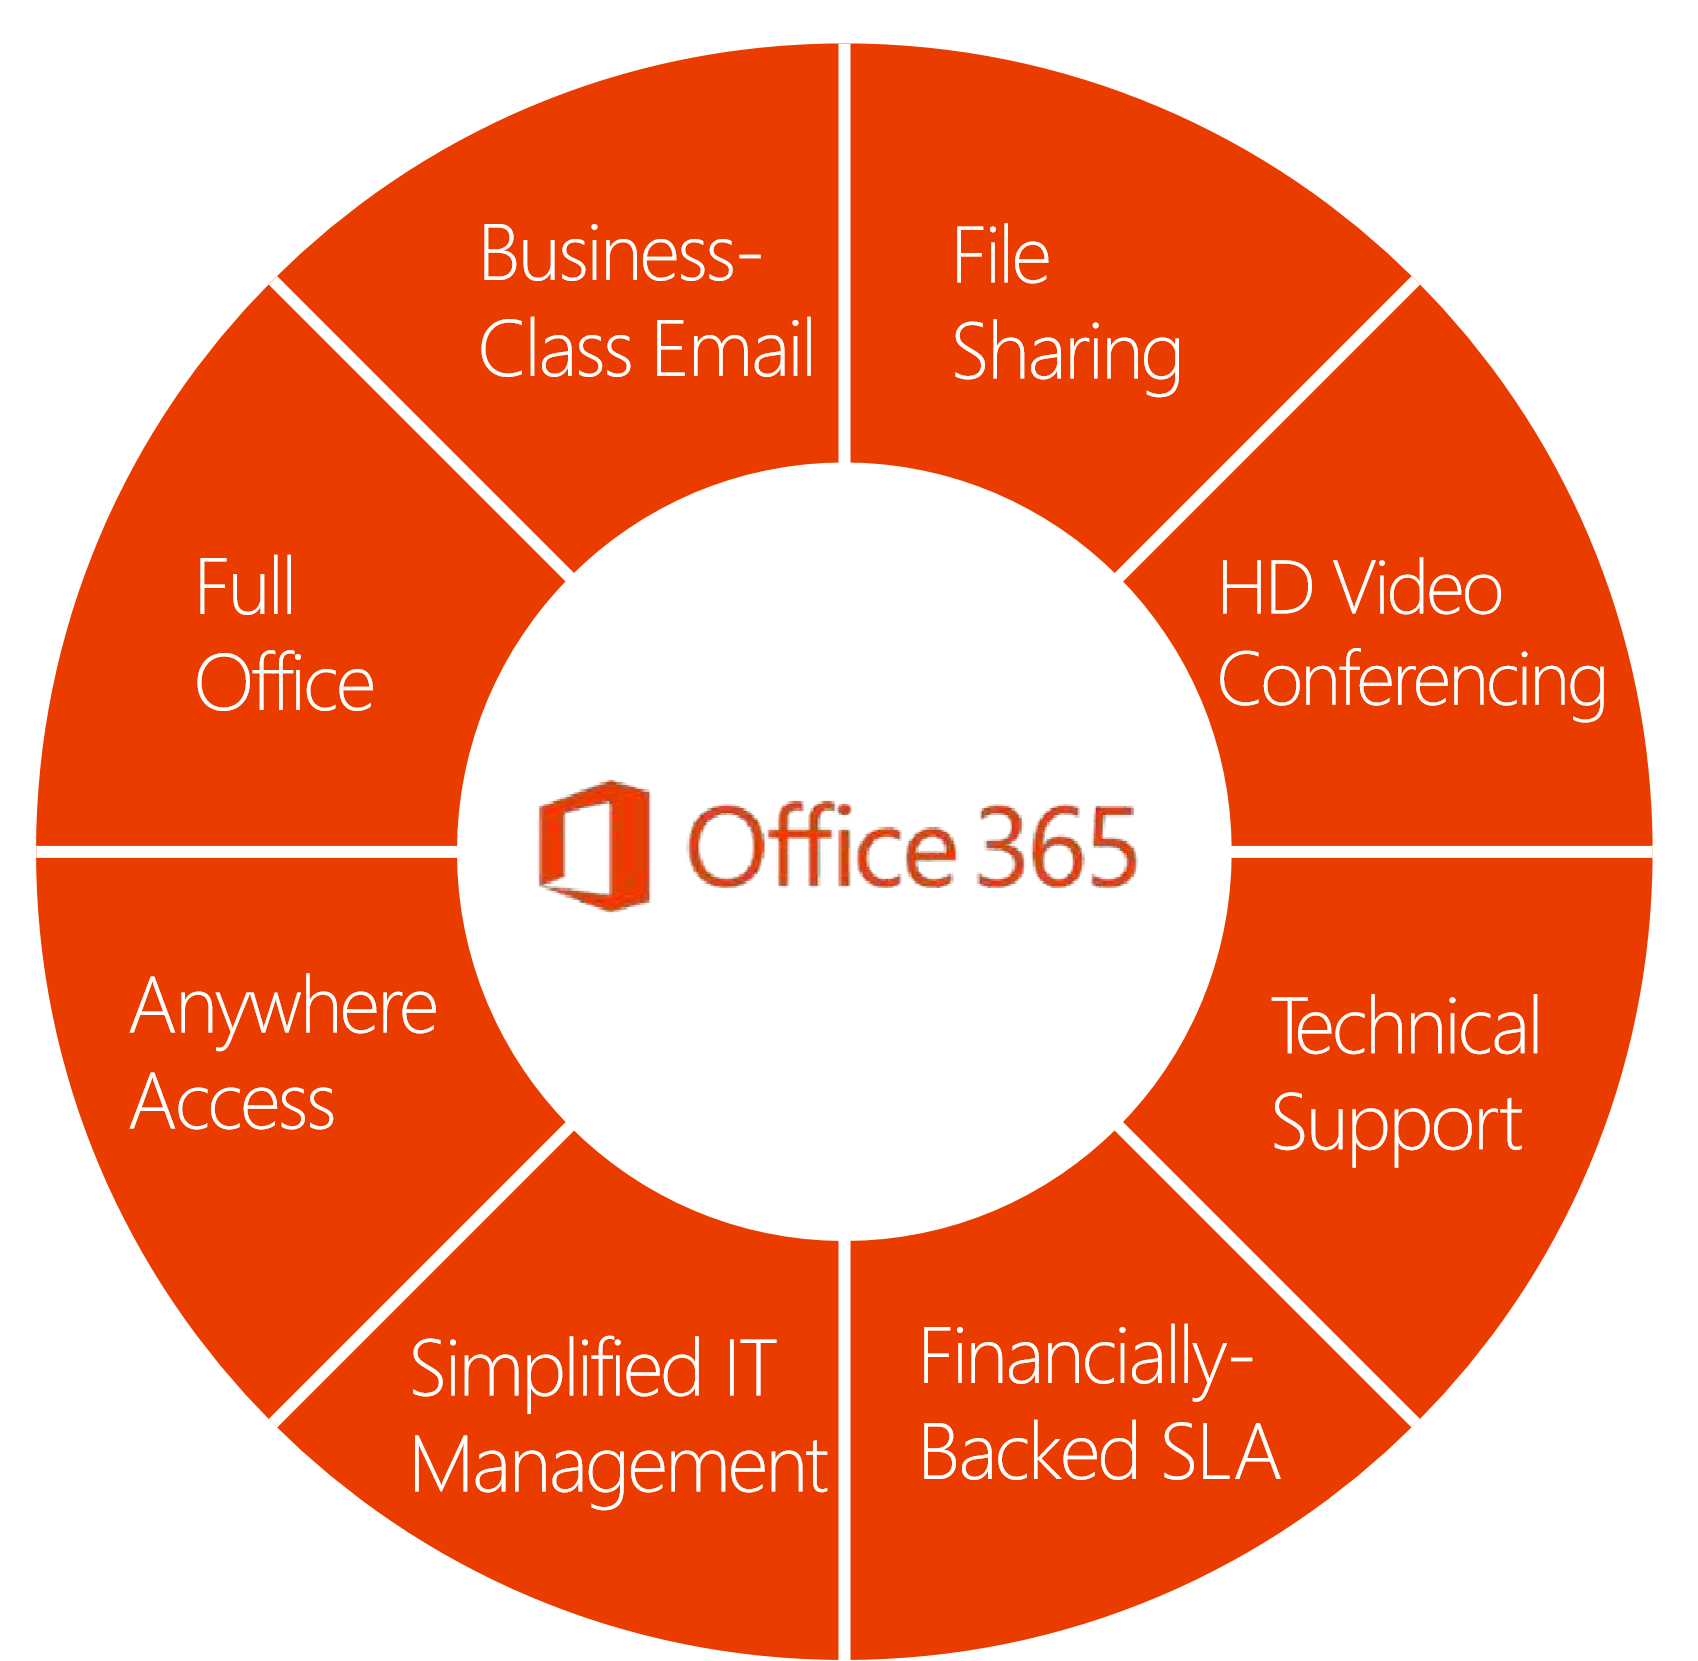 Business-
Class Email
File
Sharing
HD Video
Conferencing
Technical
Support
Financially-
Backed SLA
Simplified IT
Management
Anywhere
Access
Full
Office
Office 365